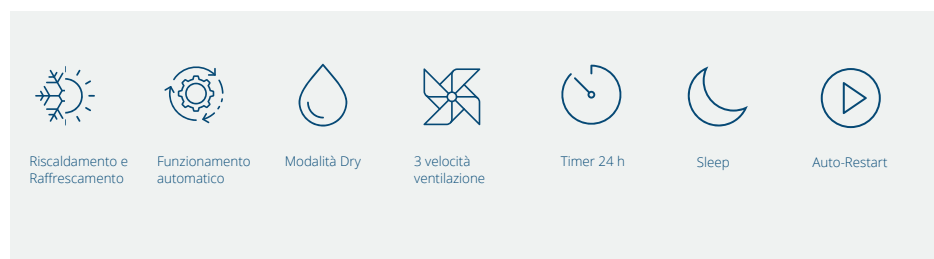 Riscaldamento e
Raffrescamento
Funzionamento
automatico
Modalità Dry
3 velocità
ventilazione
Timer 24 h
Sleep
Auto-Restart